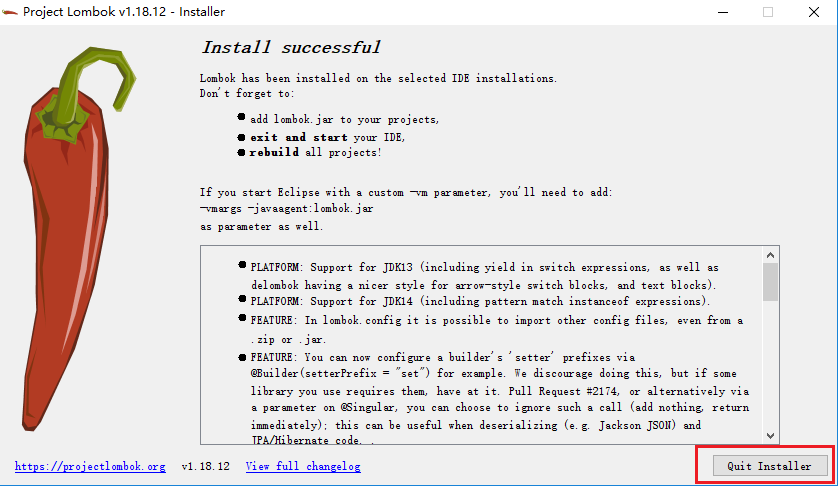 Project Lombok v1.18.12 - Installer
Install successful
Lombok has been installed on the selected IDE installations.
Don't forget to:
add lombok.jar to your projects,
exit and start your IDE,
rebuild all projects!
If you start Eclipse with a custom -vm parameter, you'll need to add:
-vmargs -javaagent:lombok.jar
as parameter as well.
PLATFORM: Support for JDK13 (including yield in switch expressions, as well as
delombok having a nicer style for arrow-style switch blocks, and text blocks).
PLATFORM: Support for JDK14 (including pattern match instanceof expressions).
FEATURE: In lombok.config it is possible to import other config files, even from a
.zip or .jar.
FEATURE: You can now configure a builder's 'setter' prefixes via
@Builder(setterPrefix = "set") for example. We discourage doing this, but if some
library you use requires them, have at it. Pull Request #2174, or alternatively via
a parameter on @Singular, you can choose to ignore such a call (add nothing, return
immediately); this can be useful when deserializing (e.g. Jackson JSON) and
JPA/Hibernate code. .
https://projectlombok.org v1.18.12 View full changelog Quit Installer